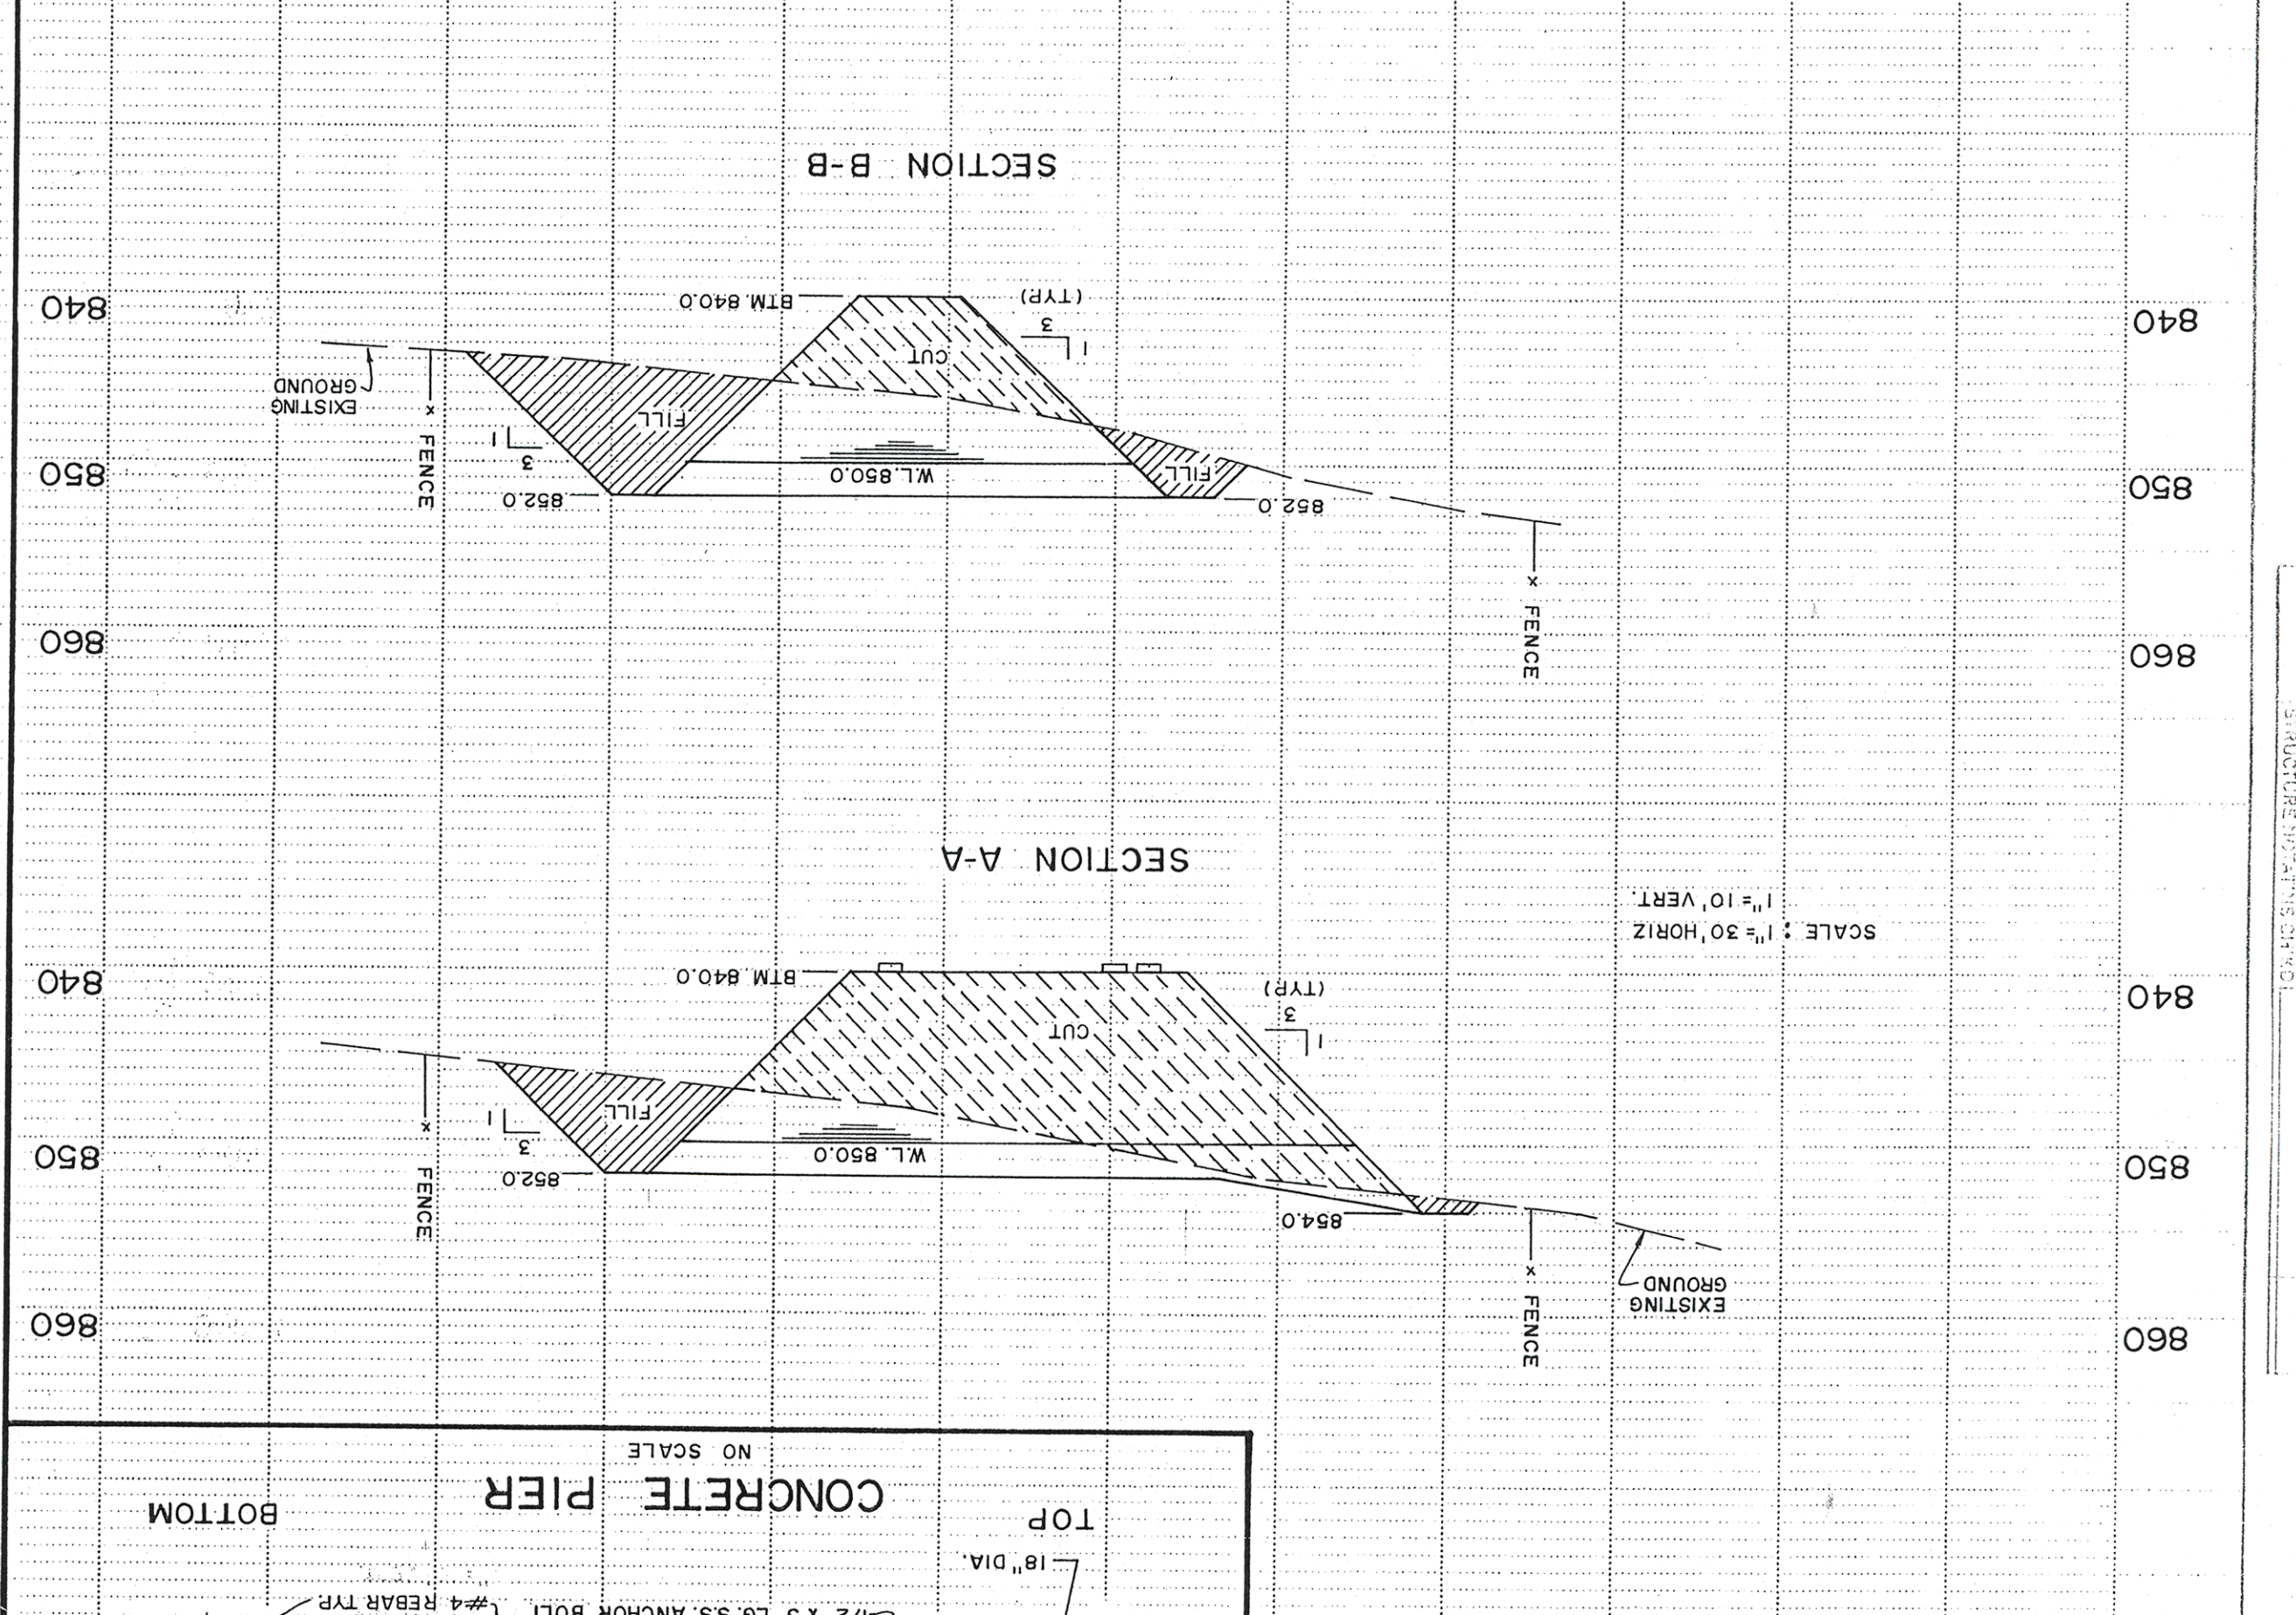 #4 REBAR TYP
18" DIA.
TOP
BOTTOM
CONCRETE PIER
NO SCALE
860
860
EXISTING
GROUND
FENCE
FENCE
854.0
852.0
850
850
W.L. 850.0
FILL
3
1
CUT
1
3
(TYP.)
840
840
BTM. 840.0
SCALE : 1"=30' HORIZ
1"=10' VERT.
SECTION A-A
860
860
FENCE
FENCE
852.0
852.0
850
850
W.L. 850.0
FILL
FILL
3
1
EXISTING
GROUND
CUT
1
3
(TYP.)
840
840
BTM. 840.0
SECTION B-B